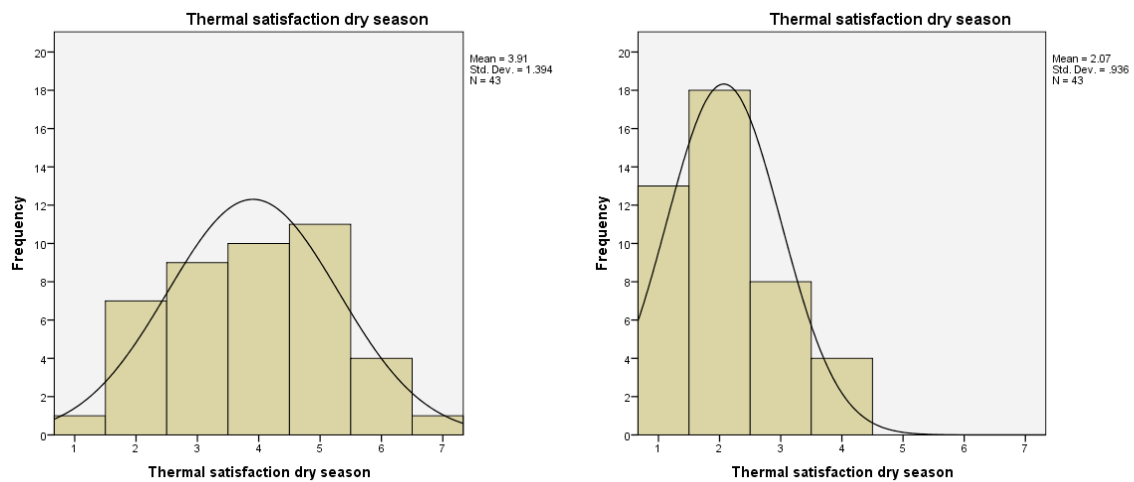 Thermal satisfaction dry season
Mean = 3.91
Std. Dev. = 1.394
N = 43
20
18
16
14
12
10
8
6
4
2
0
Frequency
1 2 3 4 5 6 7
Thermal satisfaction dry season
Thermal satisfaction dry season
Mean = 2.07
Std. Dev. = .936
N = 43
20
18
16
14
12
10
8
6
4
2
0
Frequency
1 2 3 4 5 6 7
Thermal satisfaction dry season